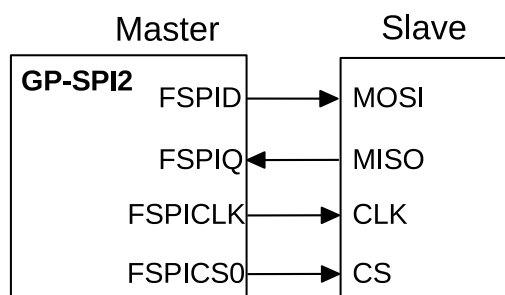 Master Slave
GP-SPI2
FSPID MOSI
FSPIQ MISO
FSPICLK CLK
FSPICS0 CS